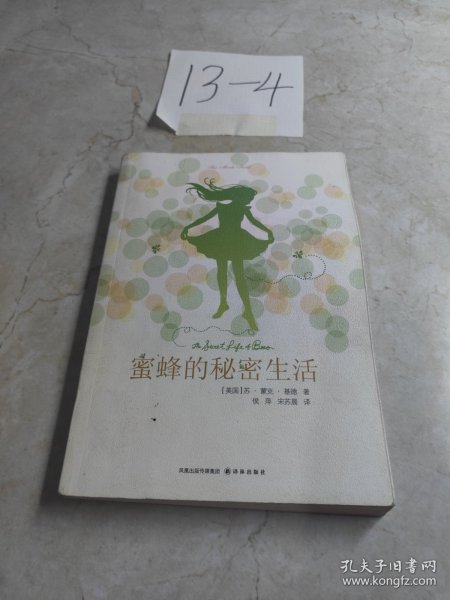 13-4
The Secret Life of Bees
蜜蜂的秘密生活
[美国]苏·蒙克·基德 著
侯萍 宋苏晨 译
凤凰出版传媒集团 译林出版社
孔夫子旧书网
www.kongfz.com